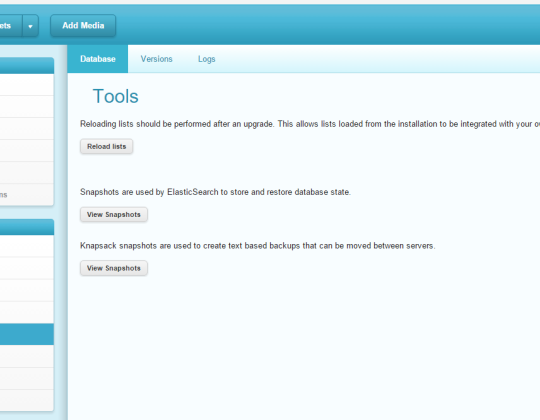 Add Media
Database Versions Logs
Tools
Reloading lists should be performed after an upgrade. This allows lists loaded from the installation to be integrated with your
Reload lists
Snapshots are used by ElasticSearch to store and restore database state.
View Snapshots
Knapsack snapshots are used to create text based backups that can be moved between servers.
View Snapshots